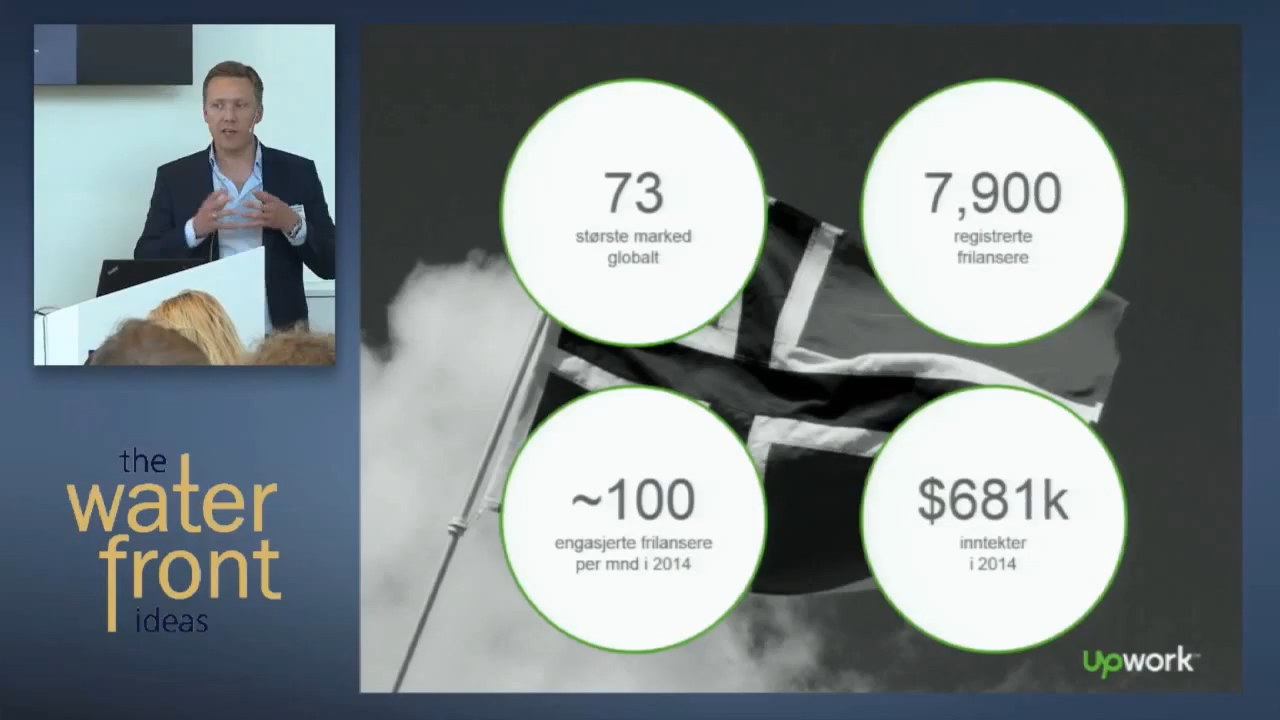 the
water
front
ideas
73
største marked
globalt
7,900
registrerte
frilansere
~100
engasjerte frilansere
per mnd i 2014
$681k
inntekter
i 2014
Upwork